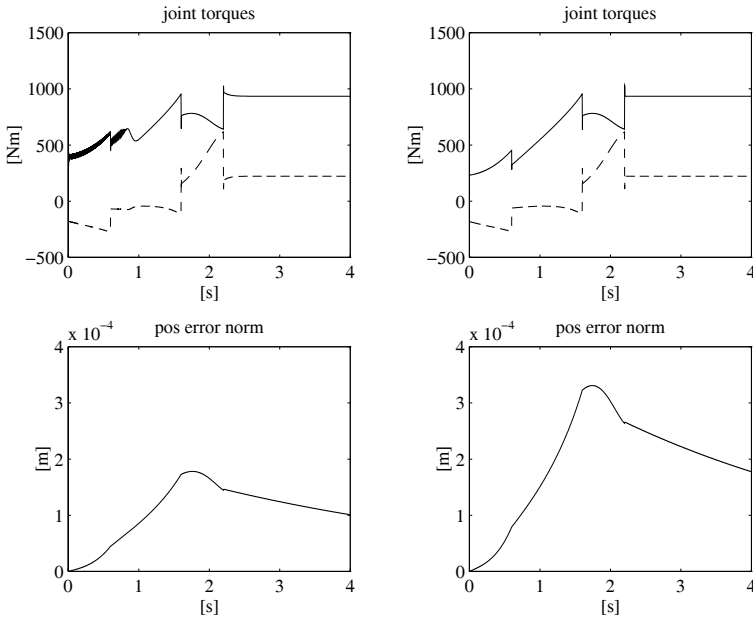 joint torques
1500
1000
500
0
−500
[Nm]
0 1 2 3 4
[s]
joint torques
1500
1000
500
0
−500
[Nm]
0 1 2 3 4
[s]
x 10−4
pos error norm
4
3
2
1
0
[m]
0 1 2 3 4
[s]
x 10−4
pos error norm
4
3
2
1
0
[m]
0 1 2 3 4
[s]